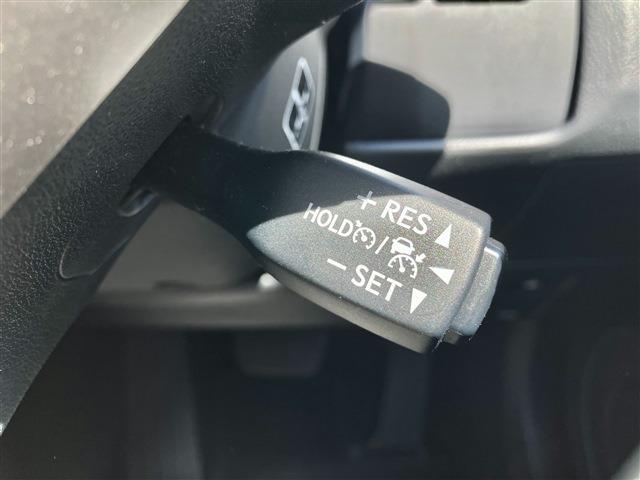 + RES
HOLD /
− SET